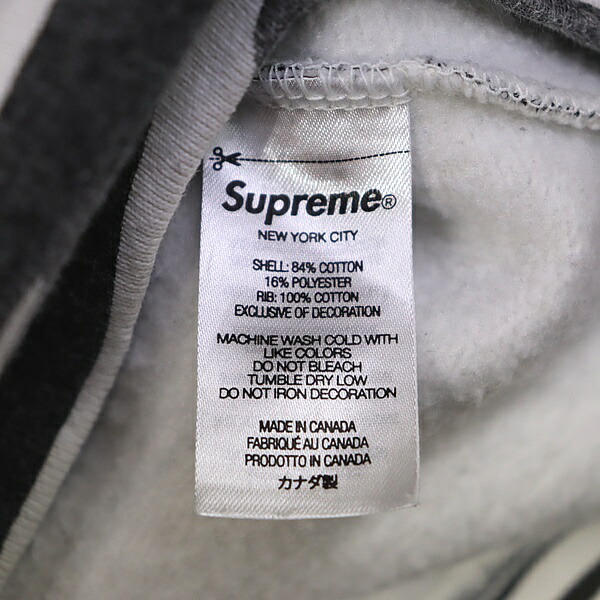 Supreme®
NEW YORK CITY
SHELL: 84% COTTON
16% POLYESTER
RIB: 100% COTTON
EXCLUSIVE OF DECORATION
MACHINE WASH COLD WITH
LIKE COLORS
DO NOT BLEACH
TUMBLE DRY LOW
DO NOT IRON DECORATION
MADE IN CANADA
FABRIQUÉ AU CANADA
PRODOTTO IN CANADA
カナダ製